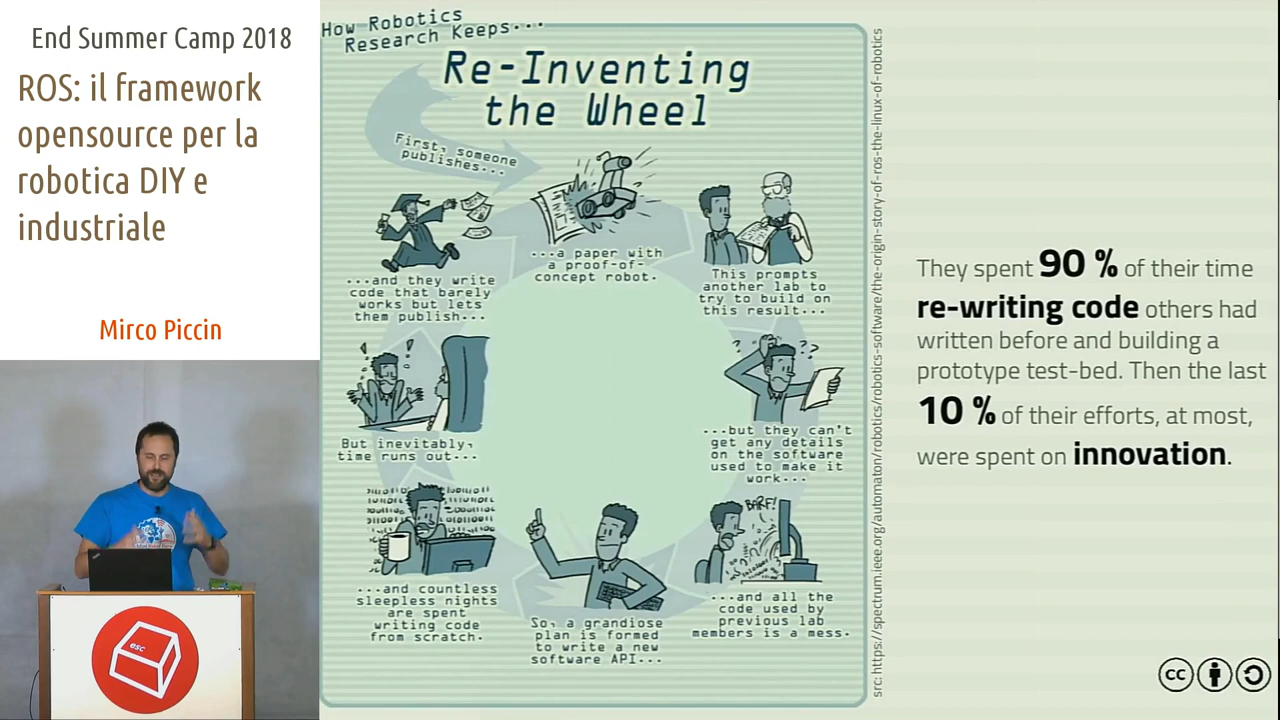 End Summer Camp 2018
ROS: il framework
opensource per la
robotica DIY e
industriale
Mirco Piccin
esc
How Robotics
Research Keeps...
Re-Inventing
the Wheel
First, someone
publishes...
...a paper with
a proof-of-
concept robot.
This prompts
another lab to
try to build on
this result...
...but they can't
get any details
on the software
used to make it
work...
BARF!
...and all the
code used by
previous lab
members is a mess.
So, a grandiose
plan is formed
to write a new
software API...
...and countless
sleepless nights
are spent
writing code
from scratch.
But inevitably,
time runs out...
...and they write
code that barely
works but lets
them publish...
src: https://spectrum.ieee.org/automaton/robotics/robotics-software/the-origin-story-of-ros-the-linux-of-robotics
They spent 90 % of their time
re-writing code others had
written before and building a
prototype test-bed. Then the last
10 % of their efforts, at most,
were spent on innovation.
cc